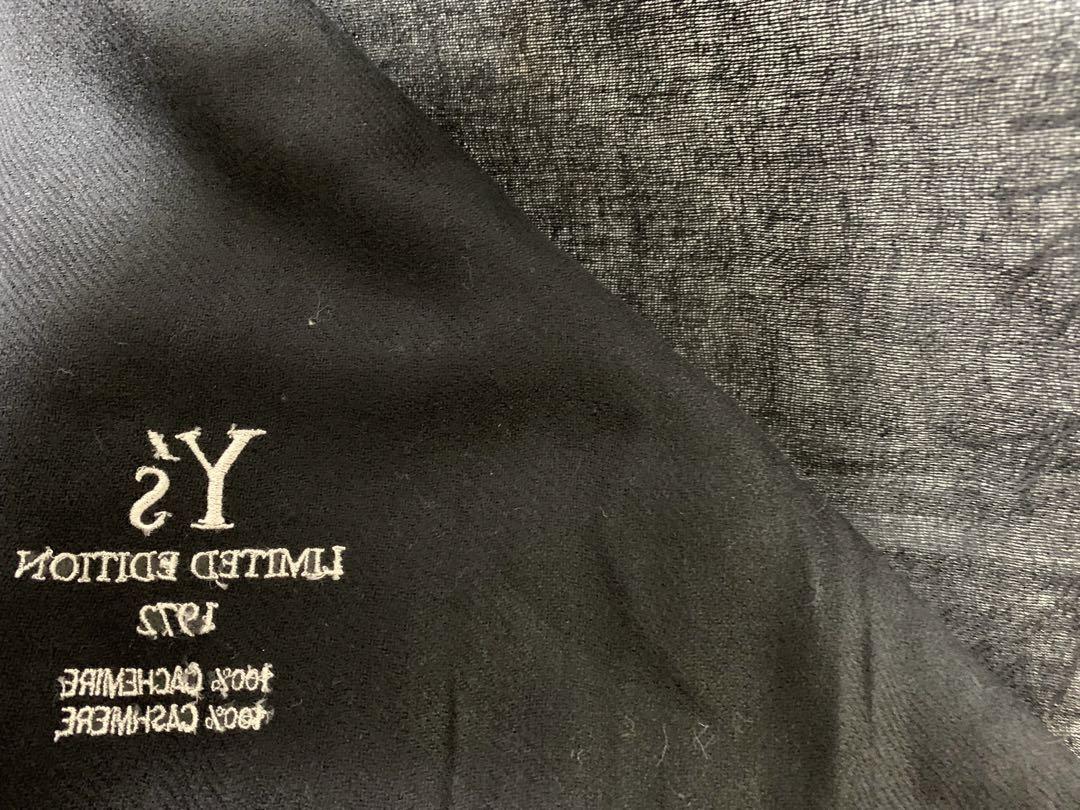 Y's
LIMITED EDITION
1972
100% CACHEMIRE
100% CASHMERE